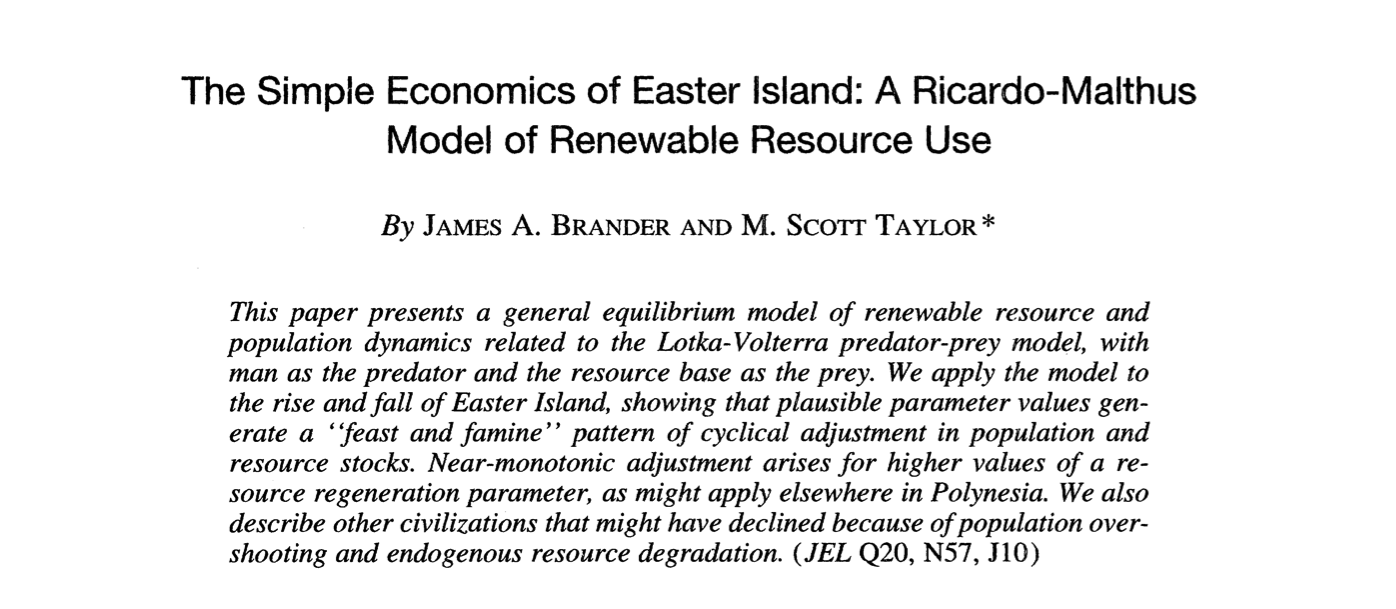 The Simple Economics of Easter Island: A Ricardo-Malthus
Model of Renewable Resource Use
By JAMES A. BRANDER AND M. SCOTT TAYLOR*
This paper presents a general equilibrium model of renewable resource and
population dynamics related to the Lotka-Volterra predator-prey model, with
man as the predator and the resource base as the prey. We apply the model to
the rise and fall of Easter Island, showing that plausible parameter values gen-
erate a ‘‘feast and famine’’ pattern of cyclical adjustment in population and
resource stocks. Near-monotonic adjustment arises for higher values of a re-
source regeneration parameter, as might apply elsewhere in Polynesia. We also
describe other civilizations that might have declined because of population over-
shooting and endogenous resource degradation. (JEL Q20, N57, J10)